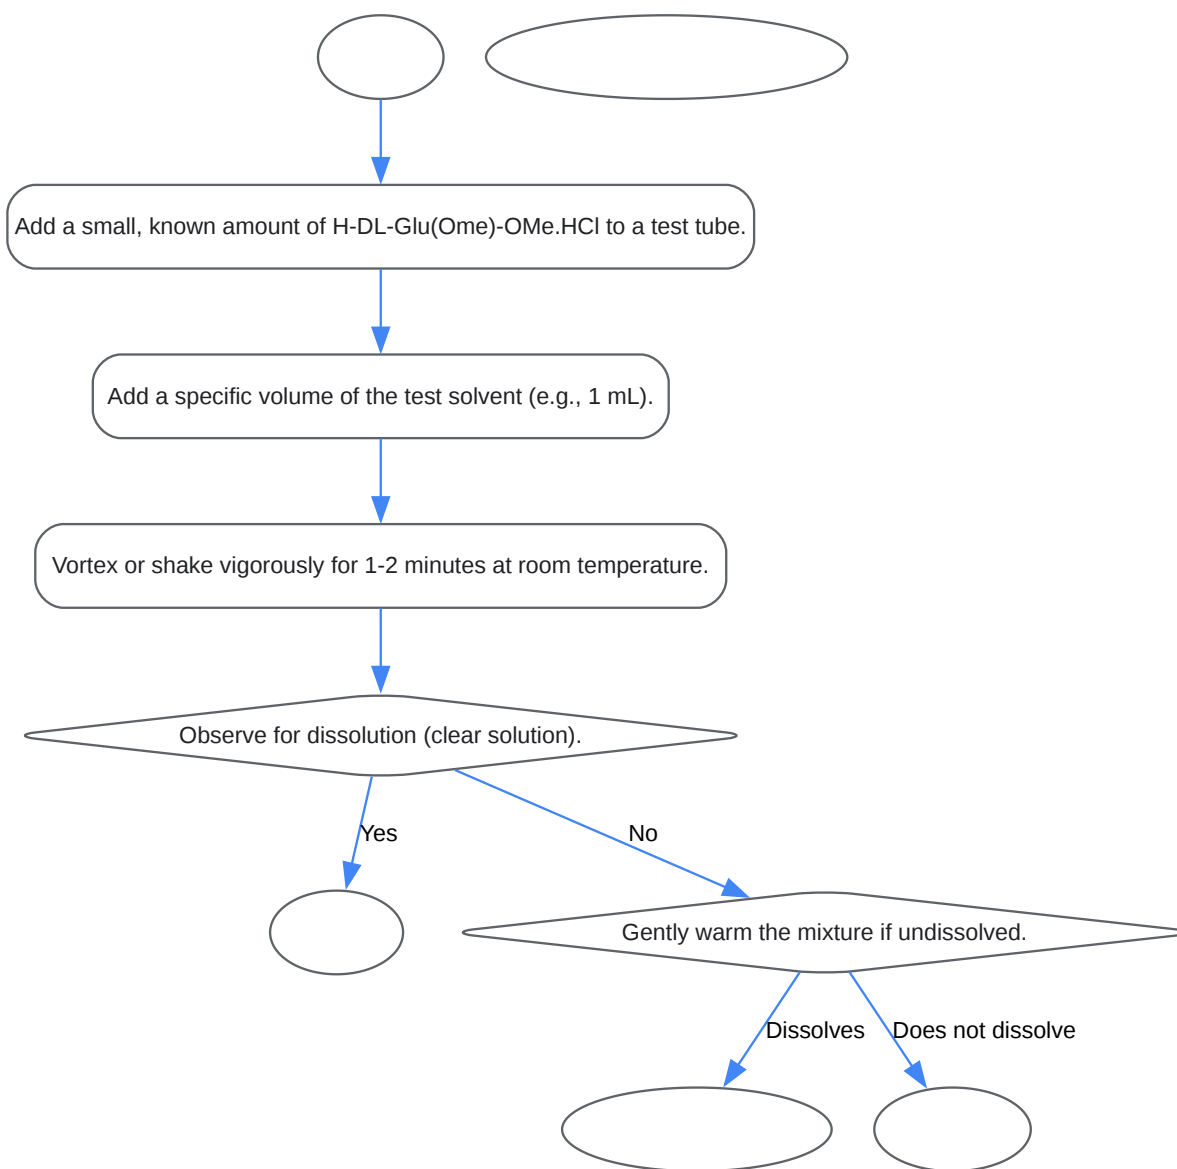 Add a small, known amount of H-DL-Glu(Ome)-OMe.HCl to a test tube.
Add a specific volume of the test solvent (e.g., 1 mL).
Vortex or shake vigorously for 1-2 minutes at room temperature.
Observe for dissolution (clear solution).
Yes
No
Gently warm the mixture if undissolved.
Dissolves
Does not dissolve